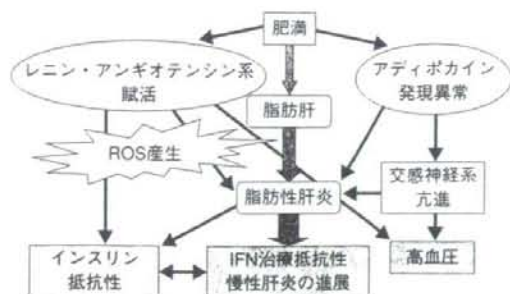 肥満
レニン・アンギオテンシン系
賦活
アディポカイン
発現異常
脂肪肝
ROS産生
交感神経系
亢進
脂肪性肝炎
インスリン
抵抗性
IFN治療抵抗性
慢性肝炎の進展
高血圧